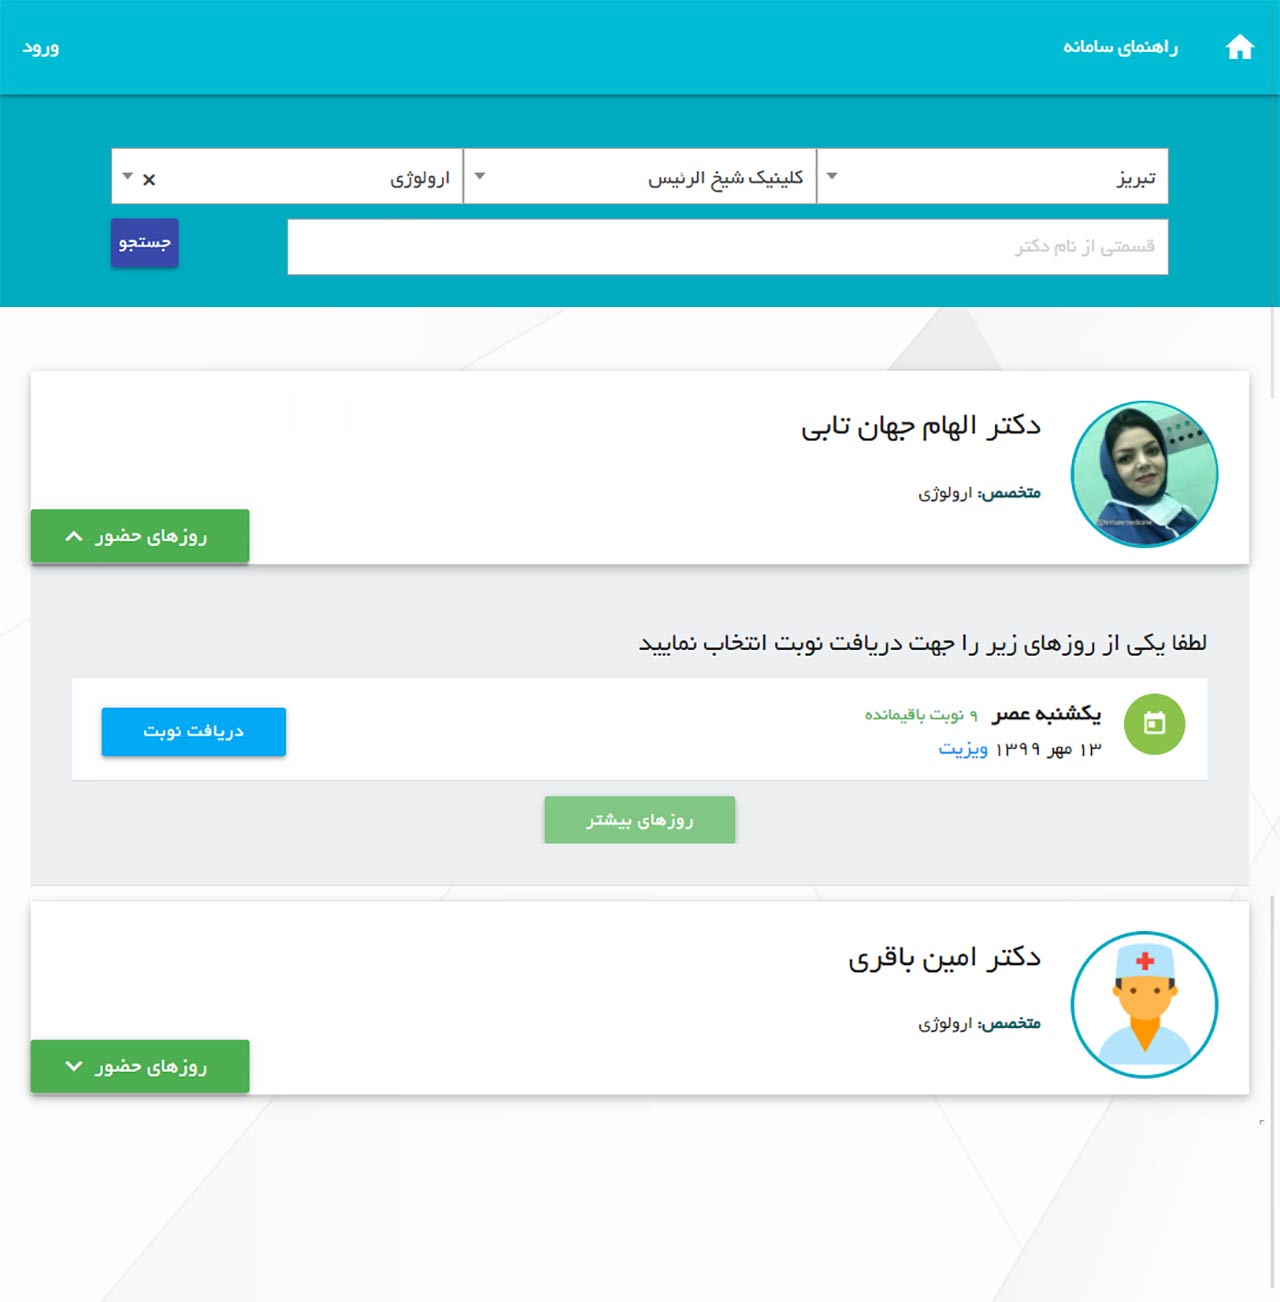 راهنمای سامانه
ورود
تبریز
کلینیک شیخ الرئیس
ارولوژی ×
قسمتی از نام دکتر
جستجو
دکتر الهام جهان تابی
متخصص: ارولوژی
روزهای حضور
لطفا یکی از روزهای زیر را جهت دریافت نوبت انتخاب نمایید
یکشنبه عصر ۹ نوبت باقیمانده
۱۳ مهر ۱۳۹۹ ویزیت
دریافت نوبت
روزهای بیشتر
دکتر امین باقری
متخصص: ارولوژی
روزهای حضور